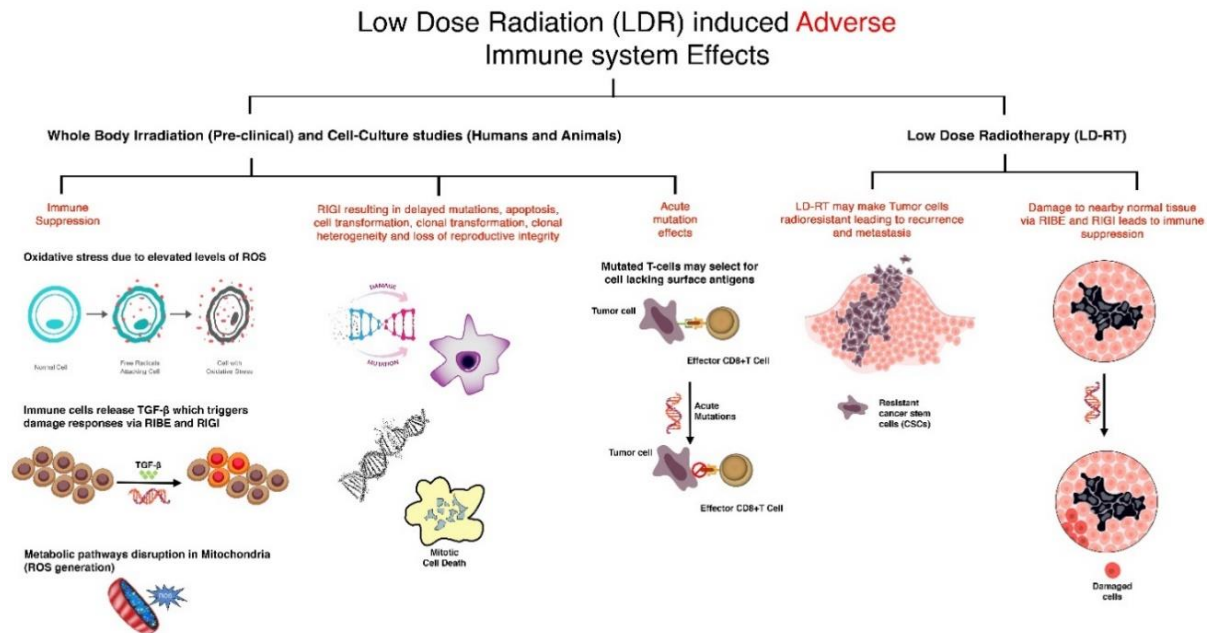 Low Dose Radiation (LDR) induced Adverse
Immune system Effects
Whole Body Irradiation (Pre-clinical) and Cell-Culture studies (Humans and Animals)
Low Dose Radiotherapy (LD-RT)
Immune
Suppression
RIGI resulting in delayed mutations, apoptosis,
cell transformation, clonal transformation, clonal
heterogeneity and loss of reproductive integrity
Acute
mutation
effects
LD-RT may make Tumor cells
radioresistant leading to recurrence
and metastasis
Damage to nearby normal tissue
via RIBE and RIGI leads to immune
suppression
Oxidative stress due to elevated levels of ROS
Normal Cell
Free Radicals
Attacking Cell
Cell with
Oxidative Stress
Immune cells release TGF-β which triggers
damage responses via RIBE and RIGI
TGF-β
Metabolic pathways disruption in Mitochondria
(ROS generation)
ROS
DAMAGE
MUTATION
Mitotic
Cell Death
Mutated T-cells may select for
cell lacking surface antigens
Tumor cell
Effector CD8+T Cell
Acute
Mutations
Tumor cell
Effector CD8+T Cell
Resistant
cancer stem
cells (CSCs)
Damaged
cells